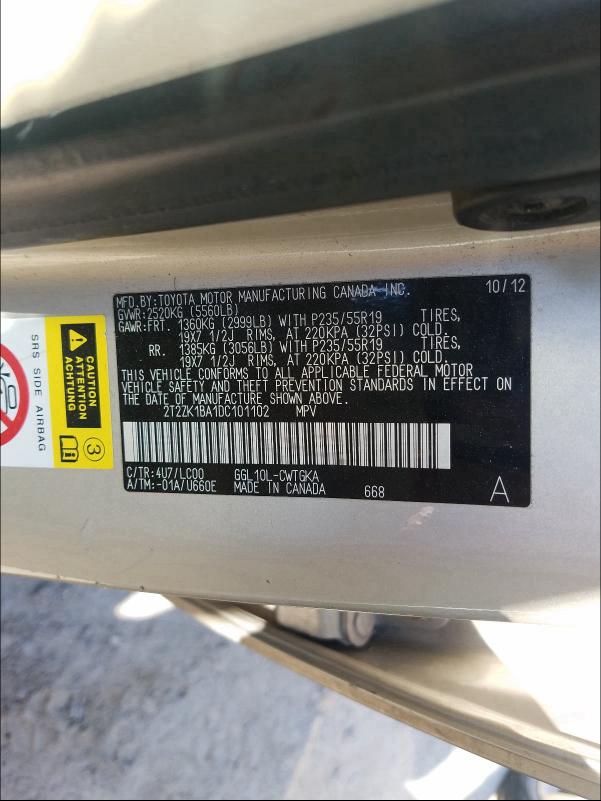 MFD.BY:TOYOTA MOTOR MANUFACTURING CANADA INC. 10/12
GVWR:2520KG (5560LB)
GAWR:FRT. 1360KG (2999LB) WITH P235/55R19 TIRES,
19X7 1/2J RIMS, AT 220KPA (32PSI) COLD.
RR. 1385KG (3056LB) WITH P235/55R19 TIRES,
19X7 1/2J RIMS, AT 220KPA (32PSI) COLD.
THIS VEHICLE CONFORMS TO ALL APPLICABLE FEDERAL MOTOR
VEHICLE SAFETY AND THEFT PREVENTION STANDARDS IN EFFECT ON
THE DATE OF MANUFACTURE SHOWN ABOVE.
2T2ZK1BA1DC101102 MPV
C/TR:4U7/LC00 GGL10L-CWTGKA
A/TM:-01A/U660E MADE IN CANADA 668 A
SRS SIDE AIRBAG
CAUTION
ATTENTION
ACHTUNG
3